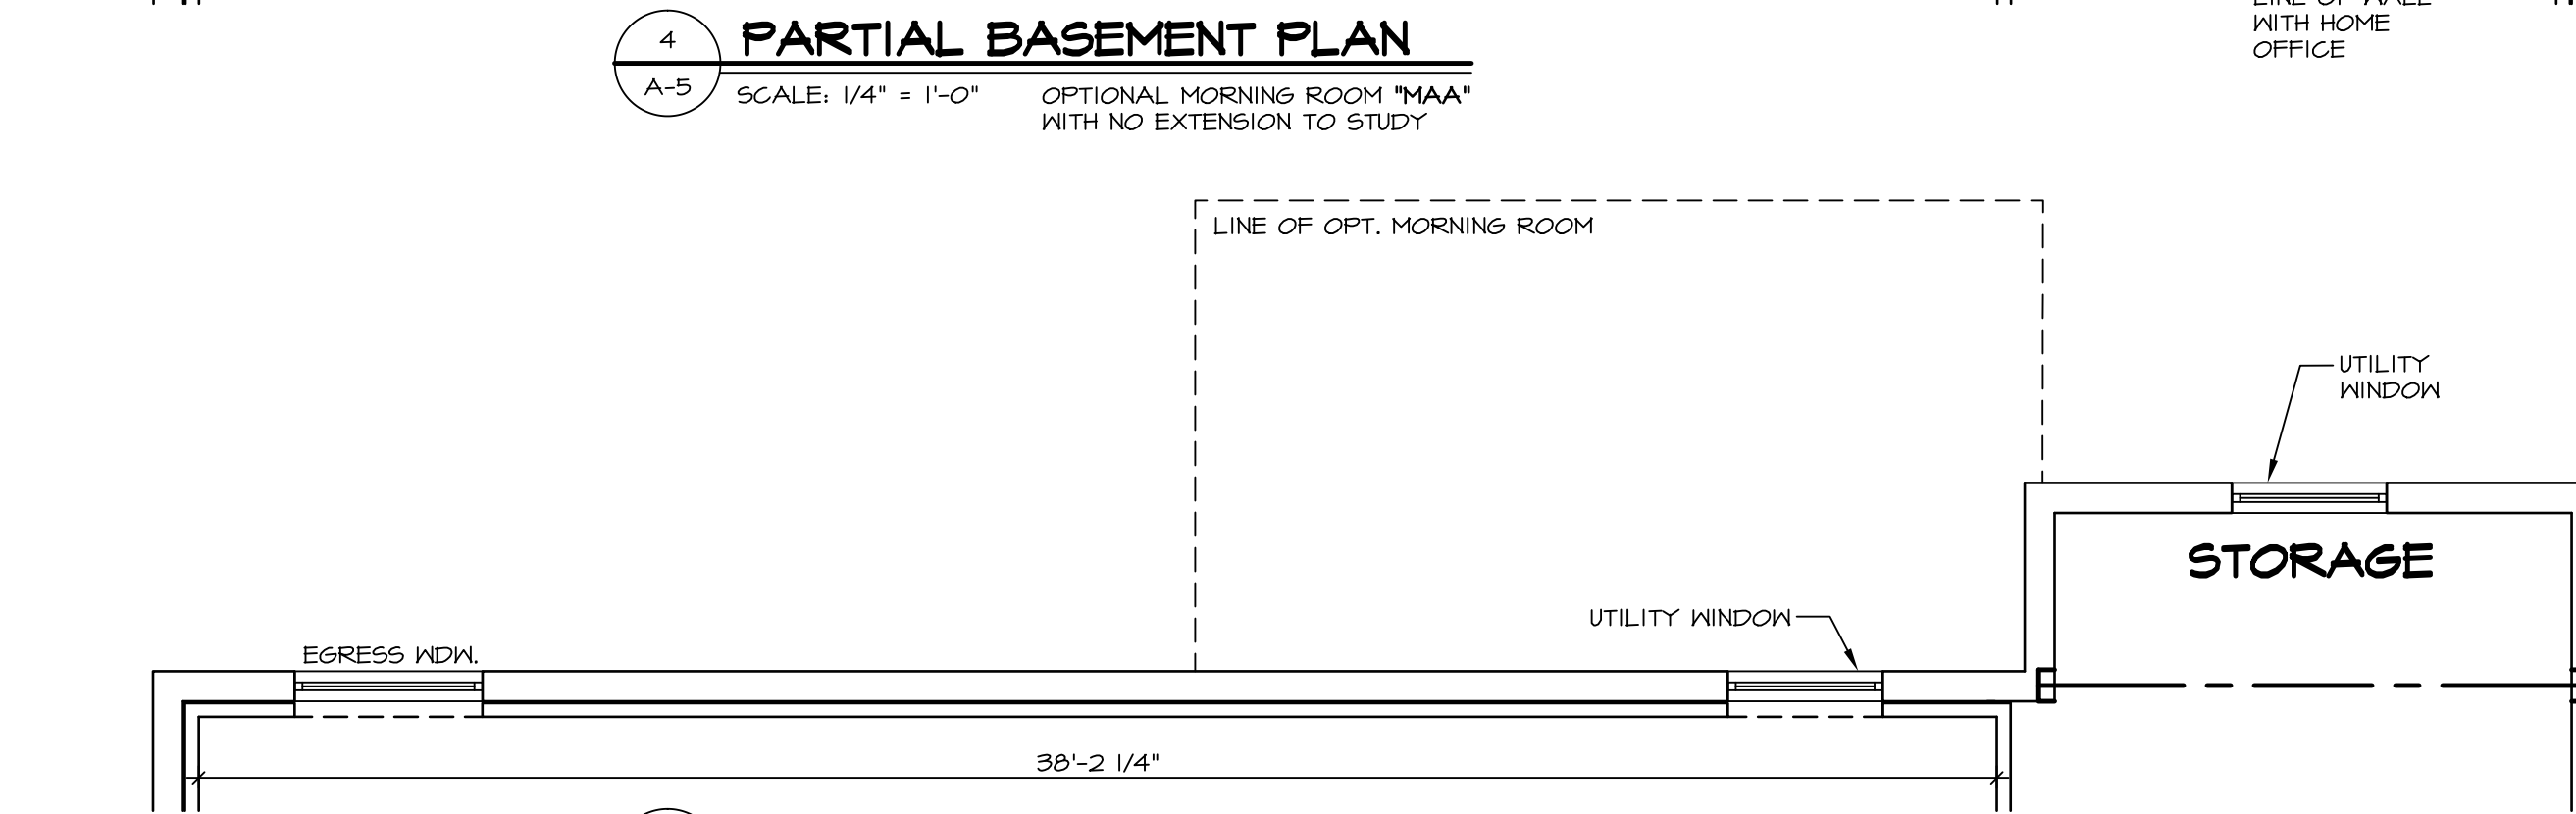 4
A-5
PARTIAL BASEMENT PLAN
SCALE: 1/4" = 1'-0"
OPTIONAL MORNING ROOM "MAA"
WITH NO EXTENSION TO STUDY
WITH HOME
OFFICE
LINE OF OPT. MORNING ROOM
UTILITY
WINDOW
STORAGE
UTILITY WINDOW
EGRESS WDW.
38'-2 1/4"